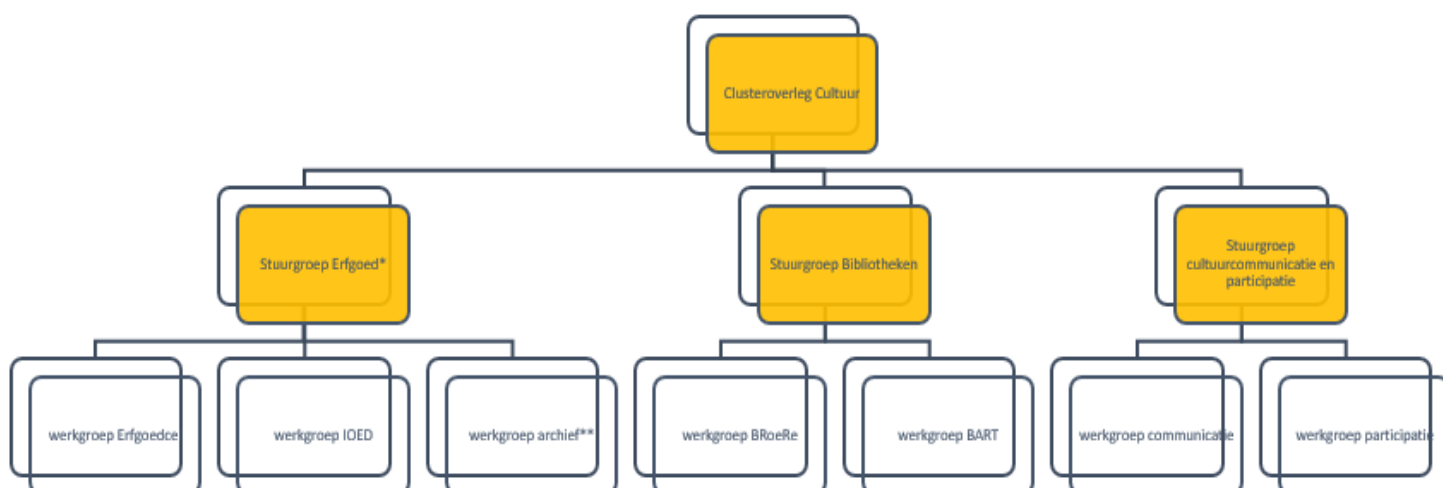 Clusteroverleg Cultuur
Stuurgroep Erfgoed*
Stuurgroep Bibliotheken
Stuurgroep
cultuurcommunicatie en
participatie
werkgroep Erfgoedce
werkgroep IOED
werkgroep archief**
werkgroep BRoeRe
werkgroep BART
werkgroep communicatie
werkgroep participatie